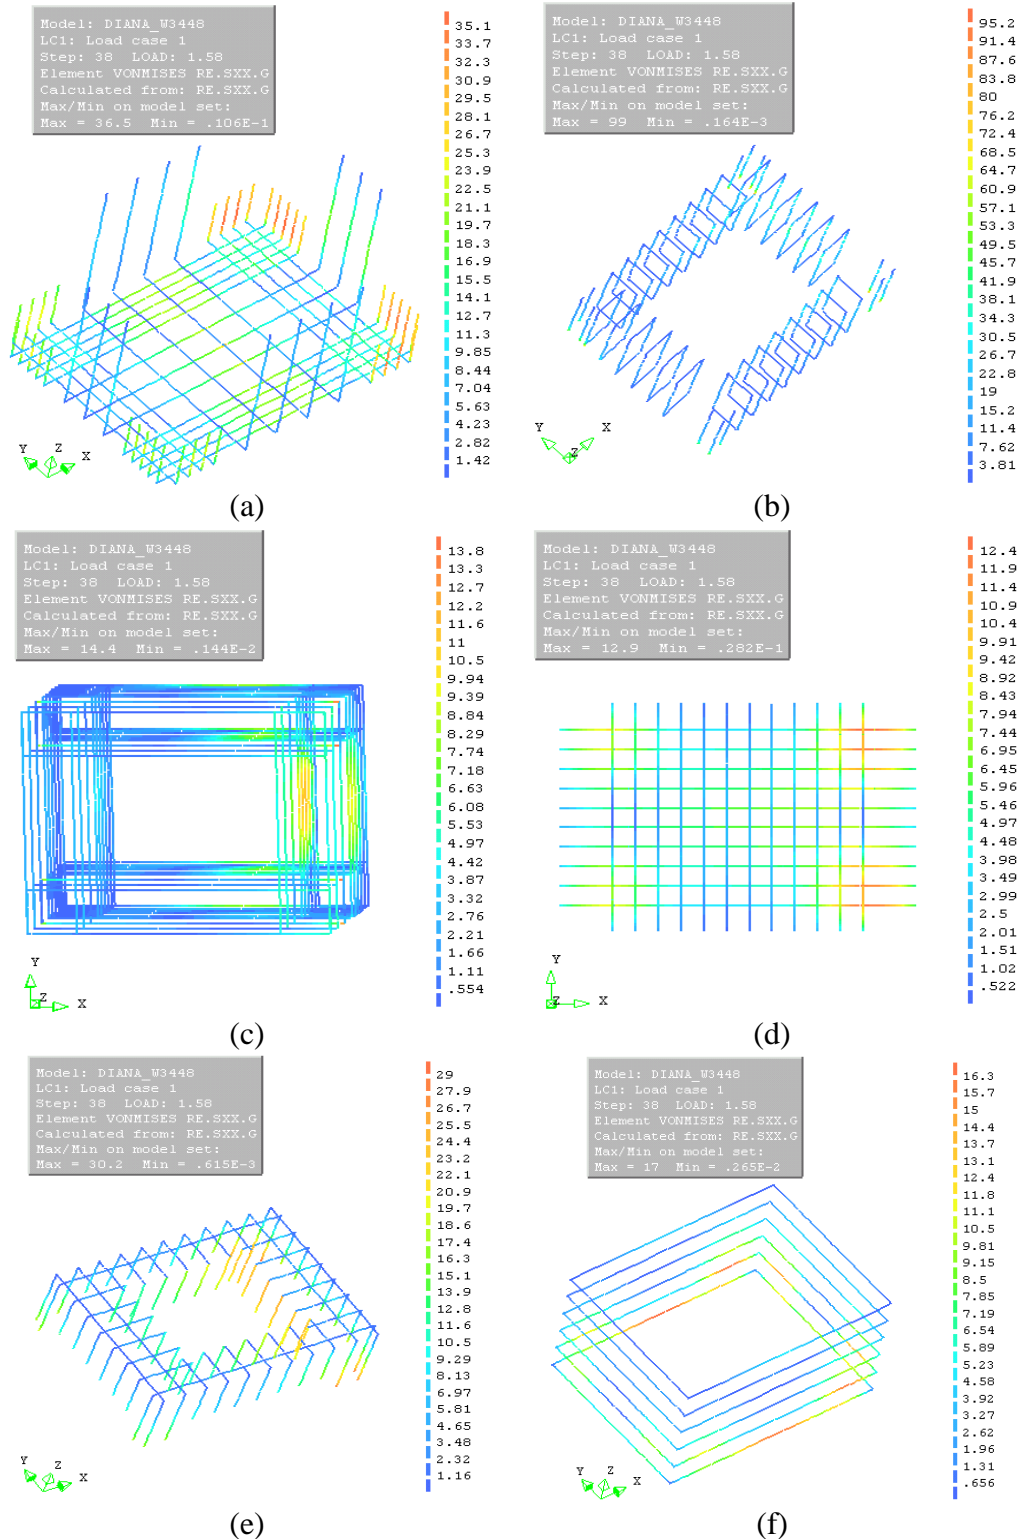 Model: DIANA_W3448
LC1: Load case 1
Step: 38 LOAD: 1.58
Element VONMISES RE.SXX.G
Calculated from: RE.SXX.G
Max/Min on model set:
Max = 36.5 Min = .106E-1
35.1
33.7
32.3
30.9
29.5
28.1
26.7
25.3
23.9
22.5
21.1
19.7
18.3
16.9
15.5
14.1
12.7
11.3
9.85
8.44
7.04
5.63
4.23
2.82
1.42
Y Z X
(a)
Model: DIANA_W3448
LC1: Load case 1
Step: 38 LOAD: 1.58
Element VONMISES RE.SXX.G
Calculated from: RE.SXX.G
Max/Min on model set:
Max = 99 Min = .164E-3
95.2
91.4
87.6
83.8
80
76.2
72.4
68.5
64.7
60.9
57.1
53.3
49.5
45.7
41.9
38.1
34.3
30.5
26.7
22.8
19
15.2
11.4
7.62
3.81
Y X
Z
(b)
Model: DIANA_W3448
LC1: Load case 1
Step: 38 LOAD: 1.58
Element VONMISES RE.SXX.G
Calculated from: RE.SXX.G
Max/Min on model set:
Max = 14.4 Min = .144E-2
13.8
13.3
12.7
12.2
11.6
11
10.5
9.94
9.39
8.84
8.29
7.74
7.18
6.63
6.08
5.53
4.97
4.42
3.87
3.32
2.76
2.21
1.66
1.11
.554
Y
Z X
(c)
Model: DIANA_W3448
LC1: Load case 1
Step: 38 LOAD: 1.58
Element VONMISES RE.SXX.G
Calculated from: RE.SXX.G
Max/Min on model set:
Max = 12.9 Min = .282E-1
12.4
11.9
11.4
10.9
10.4
9.91
9.42
8.92
8.43
7.94
7.44
6.95
6.45
5.96
5.46
4.97
4.48
3.98
3.49
2.99
2.5
2.01
1.51
1.02
.522
Y
Z X
(d)
Model: DIANA_W3448
LC1: Load case 1
Step: 38 LOAD: 1.58
Element VONMISES RE.SXX.G
Calculated from: RE.SXX.G
Max/Min on model set:
Max = 30.2 Min = .615E-3
29
27.9
26.7
25.5
24.4
23.2
22.1
20.9
19.7
18.6
17.4
16.3
15.1
13.9
12.8
11.6
10.5
9.29
8.13
6.97
5.81
4.65
3.48
2.32
1.16
Y Z X
(e)
Model: DIANA_W3448
LC1: Load case 1
Step: 38 LOAD: 1.58
Element VONMISES RE.SXX.G
Calculated from: RE.SXX.G
Max/Min on model set:
Max = 17 Min = .265E-2
16.3
15.7
15
14.4
13.7
13.1
12.4
11.8
11.1
10.5
9.81
9.15
8.5
7.85
7.19
6.54
5.89
5.23
4.58
3.92
3.27
2.62
1.96
1.31
.656
Y Z X
(f)